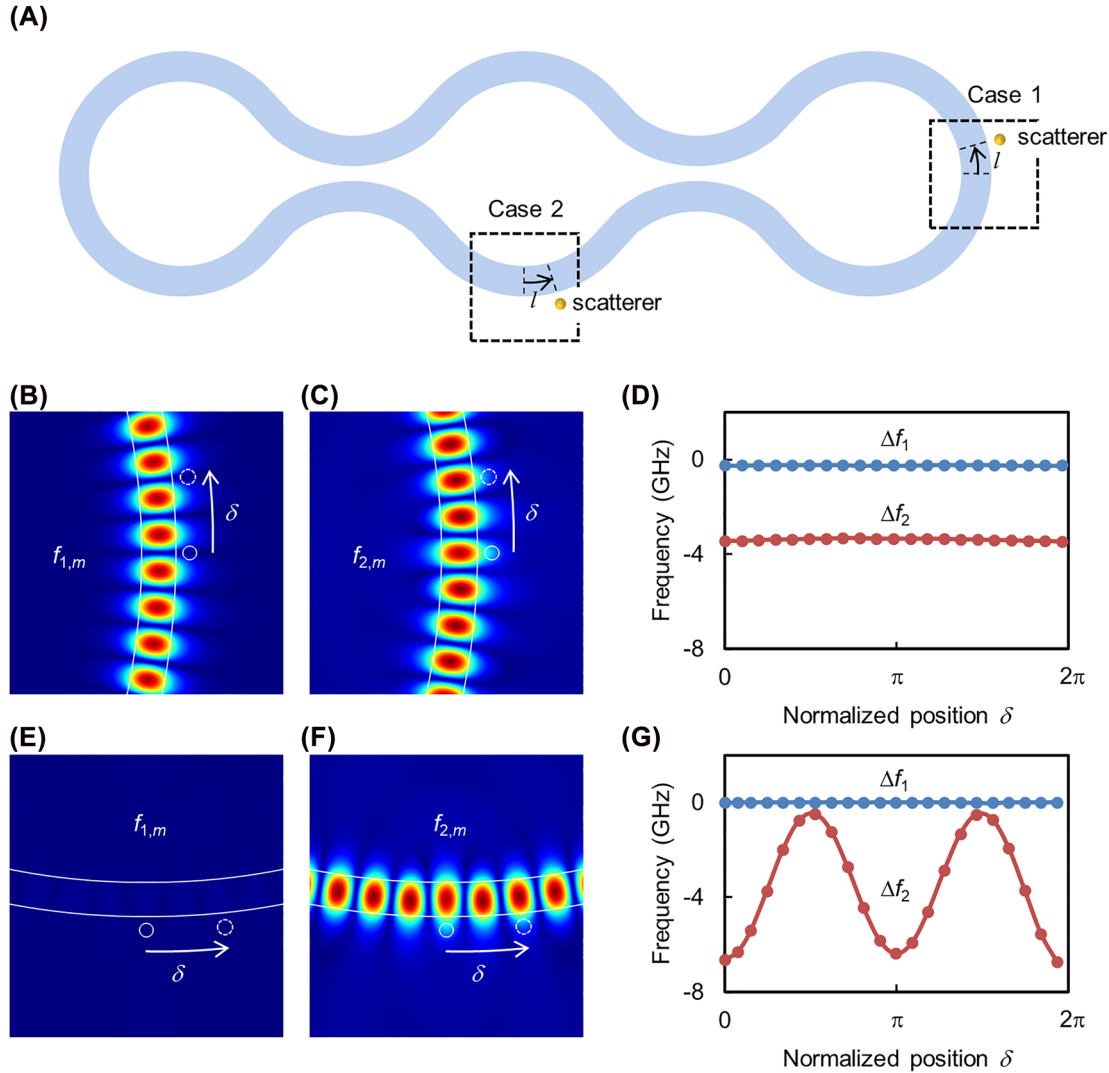 (A)
Case 1
scatterer
l
Case 2
l
scatterer
(B)
f1,m
δ
(C)
f2,m
δ
(D)
Frequency (GHz)
0
-4
-8
Δf1
Δf2
0
π
2π
Normalized position δ
(E)
f1,m
δ
(F)
f2,m
δ
(G)
Frequency (GHz)
0
-4
-8
Δf1
Δf2
0
π
2π
Normalized position δ